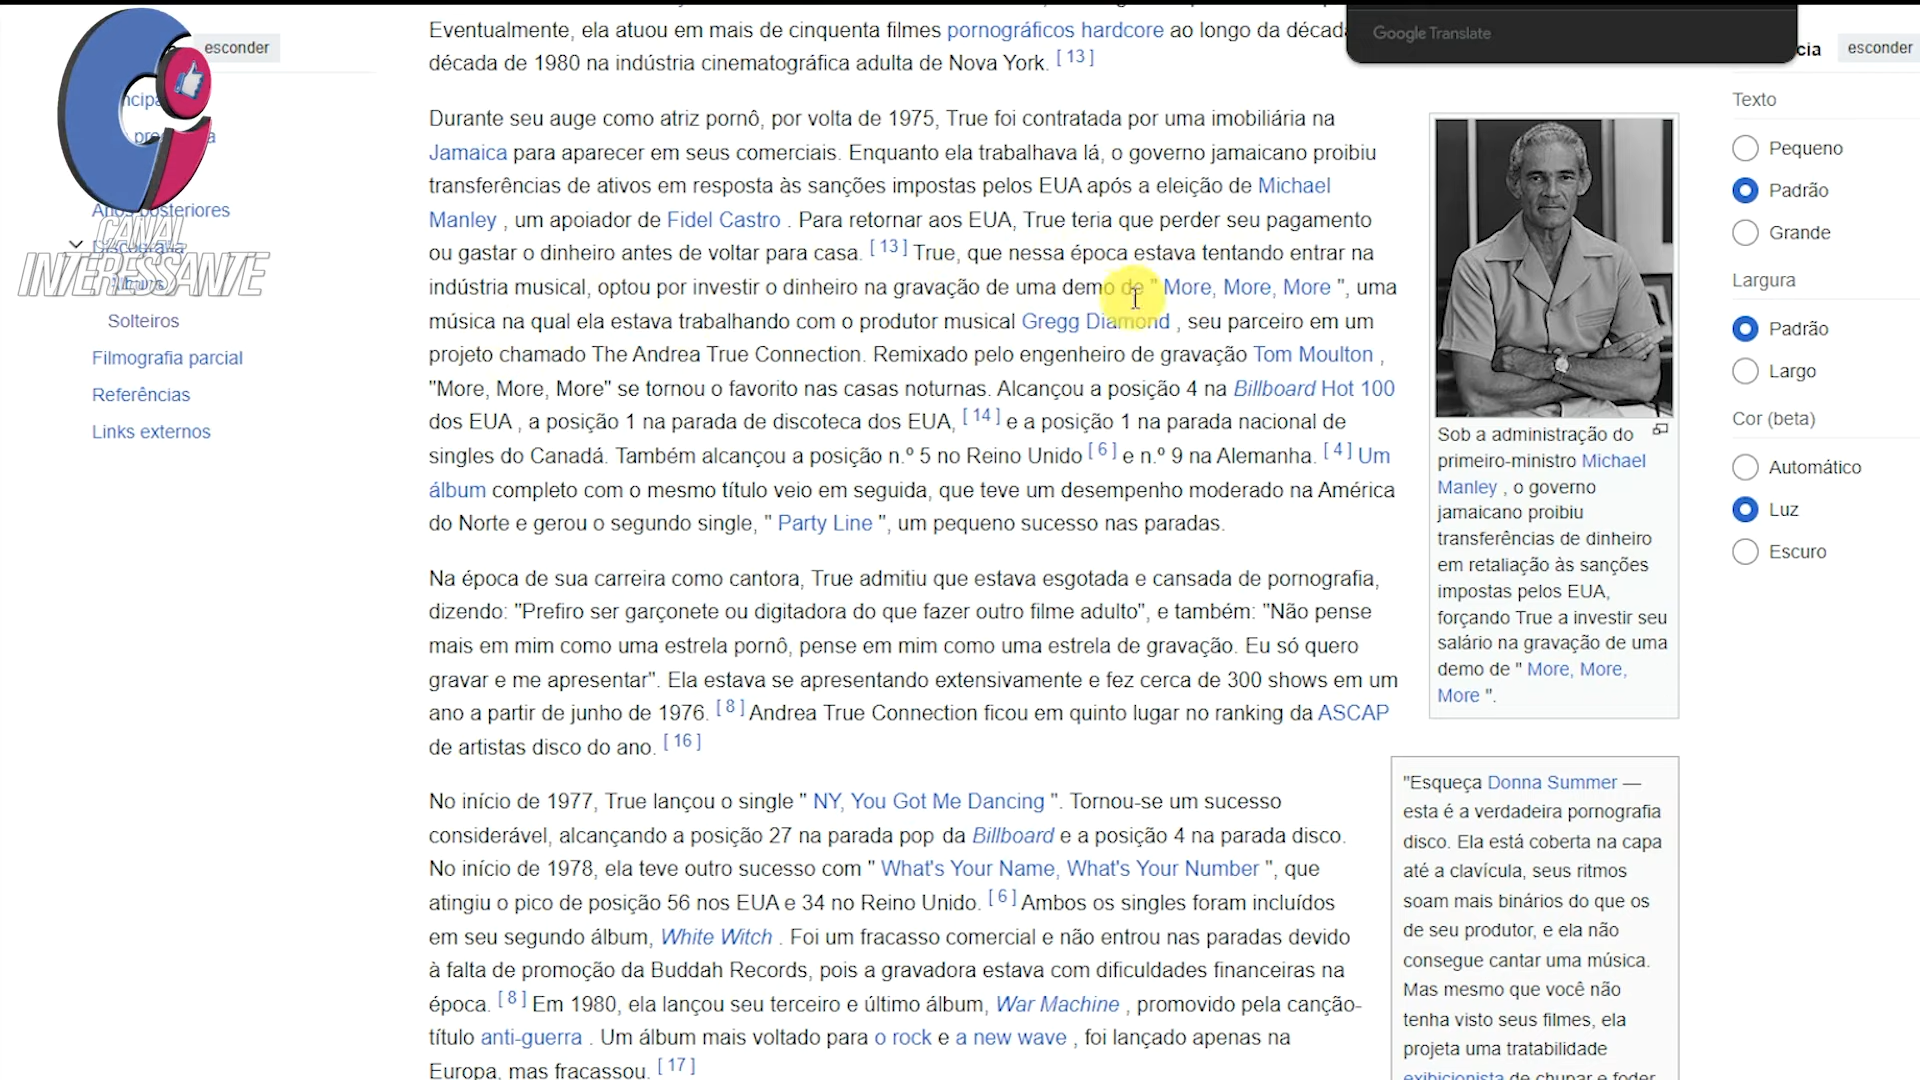 Eventualmente, ela atuou em mais de cinquenta filmes pornográficos hardcore ao longo da década
década de 1980 na indústria cinematográfica adulta de Nova York. [ 13 ]
Durante seu auge como atriz pornô, por volta de 1975, True foi contratada por uma imobiliária na
Jamaica para aparecer em seus comerciais. Enquanto ela trabalhava lá, o governo jamaicano proibiu
transferências de ativos em resposta às sanções impostas pelos EUA após a eleição de Michael
Manley , um apoiador de Fidel Castro . Para retornar aos EUA, True teria que perder seu pagamento
ou gastar o dinheiro antes de voltar para casa. [ 13 ] True, que nessa época estava tentando entrar na
indústria musical, optou por investir o dinheiro na gravação de uma demo de " More, More, More ", uma
música na qual ela estava trabalhando com o produtor musical Gregg Diamond , seu parceiro em um
projeto chamado The Andrea True Connection. Remixado pelo engenheiro de gravação Tom Moulton ,
"More, More, More" se tornou o favorito nas casas noturnas. Alcançou a posição 4 na Billboard Hot 100
dos EUA , a posição 1 na parada de discoteca dos EUA, [ 14 ] e a posição 1 na parada nacional de
singles do Canadá. Também alcançou a posição n.º 5 no Reino Unido [ 6 ] e n.º 9 na Alemanha. [ 4 ] Um
álbum completo com o mesmo título veio em seguida, que teve um desempenho moderado na América
do Norte e gerou o segundo single, " Party Line ", um pequeno sucesso nas paradas.
Na época de sua carreira como cantora, True admitiu que estava esgotada e cansada de pornografia,
dizendo: "Prefiro ser garçonete ou digitadora do que fazer outro filme adulto", e também: "Não pense
mais em mim como uma estrela pornô, pense em mim como uma estrela de gravação. Eu só quero
gravar e me apresentar". Ela estava se apresentando extensivamente e fez cerca de 300 shows em um
ano a partir de junho de 1976. [ 8 ] Andrea True Connection ficou em quinto lugar no ranking da ASCAP
de artistas disco do ano. [ 16 ]
No início de 1977, True lançou o single " NY, You Got Me Dancing ". Tornou-se um sucesso
considerável, alcançando a posição 27 na parada pop da Billboard e a posição 4 na parada disco.
No início de 1978, ela teve outro sucesso com " What's Your Name, What's Your Number ", que
atingiu o pico de posição 56 nos EUA e 34 no Reino Unido. [ 6 ] Ambos os singles foram incluídos
em seu segundo álbum, White Witch . Foi um fracasso comercial e não entrou nas paradas devido
à falta de promoção da Buddah Records, pois a gravadora estava com dificuldades financeiras na
época. [ 8 ] Em 1980, ela lançou seu terceiro e último álbum, War Machine , promovido pela canção-
título anti-guerra . Um álbum mais voltado para o rock e a new wave , foi lançado apenas na
Europa, mas fracassou. [ 17 ]
esconder
Anos posteriores
CANAL
INTERESSANTE
Solteiros
Filmografia parcial
Referências
Links externos
Google Translate
Sob a administração do
primeiro-ministro Michael
Manley , o governo
jamaicano proibiu
transferências de dinheiro
em retaliação às sanções
impostas pelos EUA,
forçando True a investir seu
salário na gravação de uma
demo de " More, More,
More ".
"Esqueça Donna Summer —
esta é a verdadeira pornografia
disco. Ela está coberta na capa
até a clavícula, seus ritmos
soam mais binários do que os
de seu produtor, e ela não
consegue cantar uma música.
Mas mesmo que você não
tenha visto seus filmes, ela
projeta uma tratabilidade
exibicionista de chupar e foder
cia
esconder
Texto
Pequeno
Padrão
Grande
Largura
Padrão
Largo
Cor (beta)
Automático
Luz
Escuro